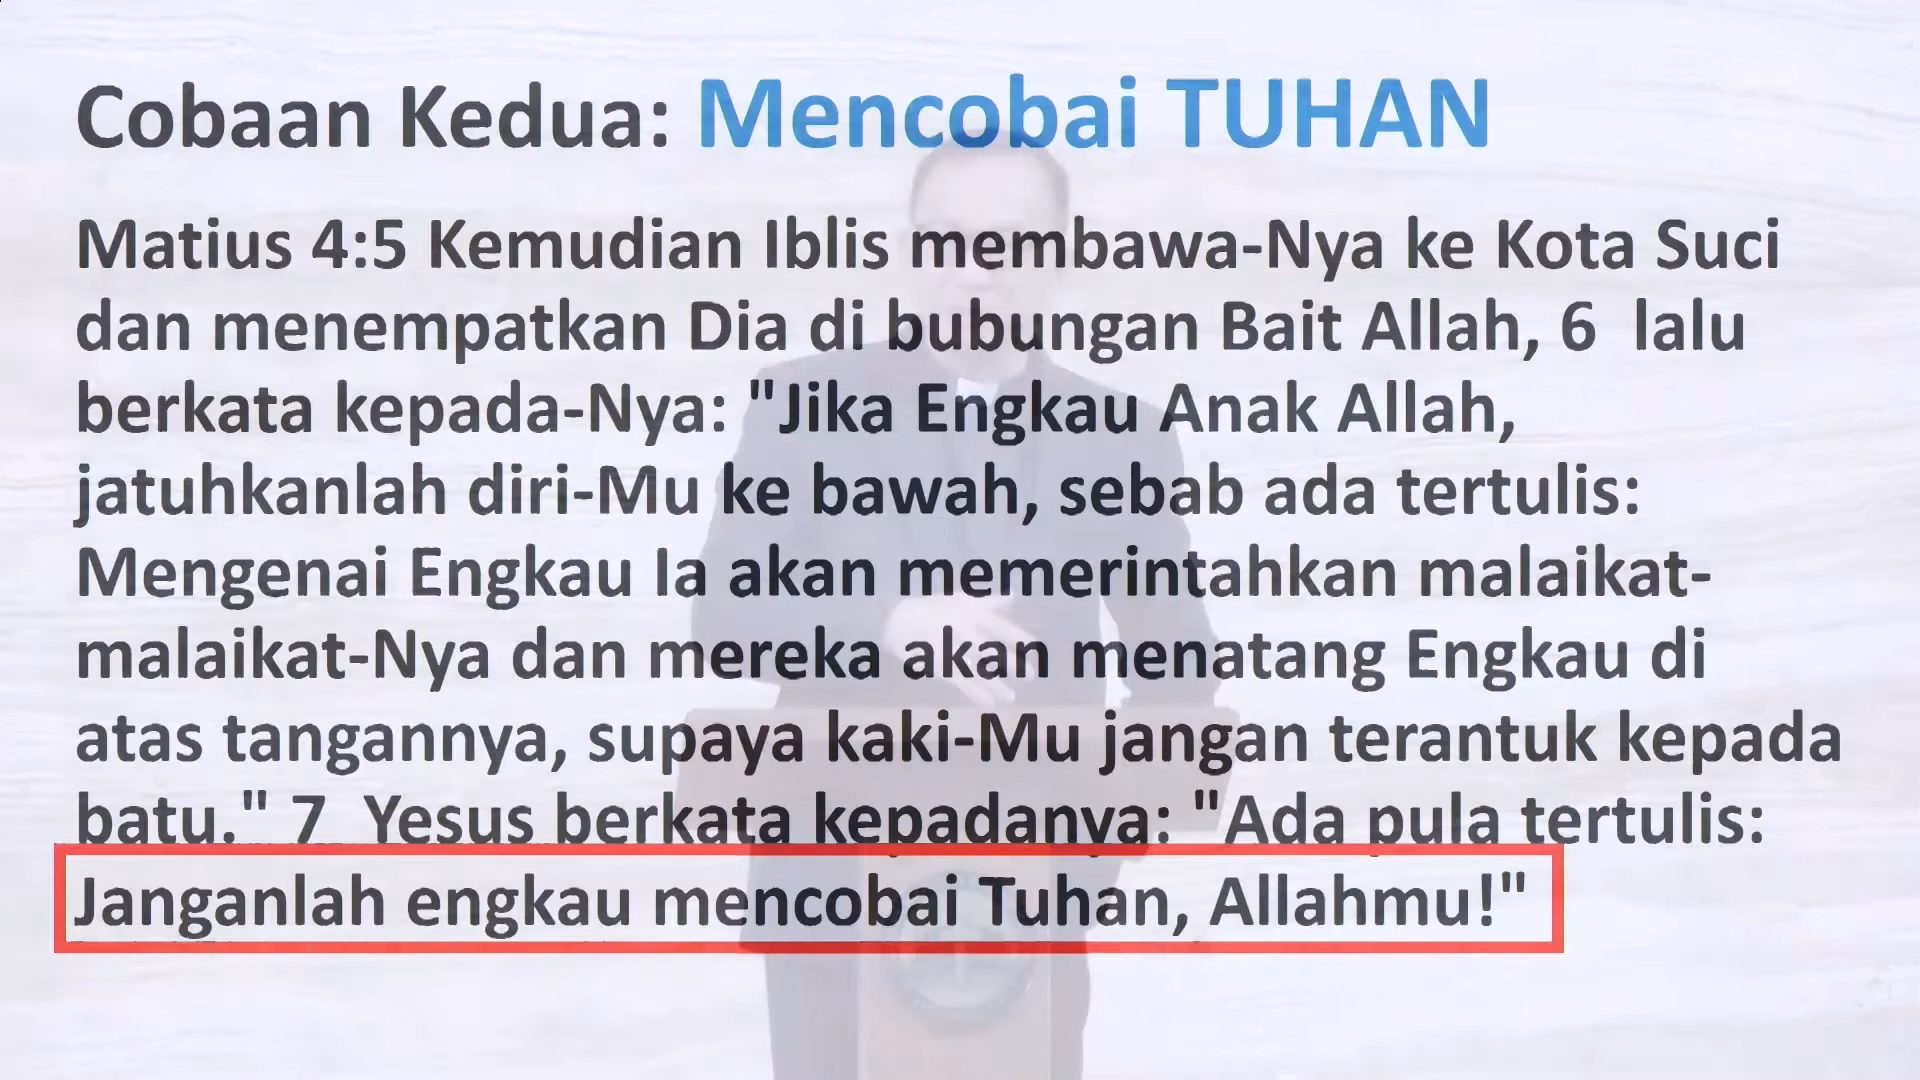 Cobaan Kedua: Mencobai TUHAN
Matius 4:5 Kemudian Iblis membawa-Nya ke Kota Suci
dan menempatkan Dia di bubungan Bait Allah, 6  lalu
berkata kepada-Nya: "Jika Engkau Anak Allah,
jatuhkanlah diri-Mu ke bawah, sebab ada tertulis:
Mengenai Engkau Ia akan memerintahkan malaikat-
malaikat-Nya dan mereka akan menatang Engkau di
atas tangannya, supaya kaki-Mu jangan terantuk kepada
batu." 7  Yesus berkata kepadanya: "Ada pula tertulis:
Janganlah engkau mencobai Tuhan, Allahmu!"